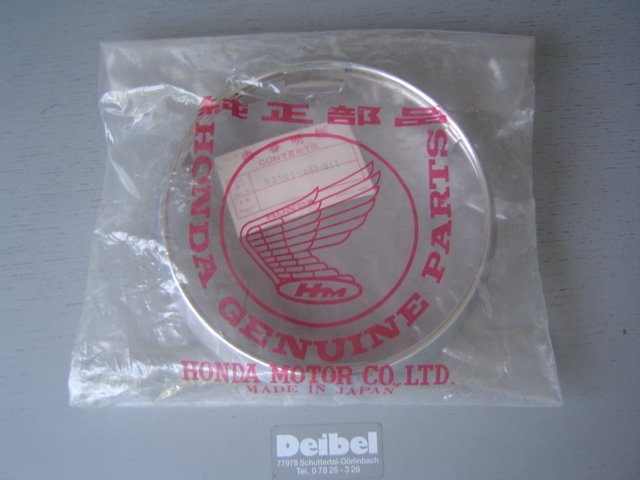 純正部品
HONDA GENUINE PARTS
CONTENTS
HM
HONDA MOTOR CO., LTD.
MADE IN JAPAN
Deibel
77978 Schuttertal-Dörlinbach
Tel. 0 78 26 - 3 26